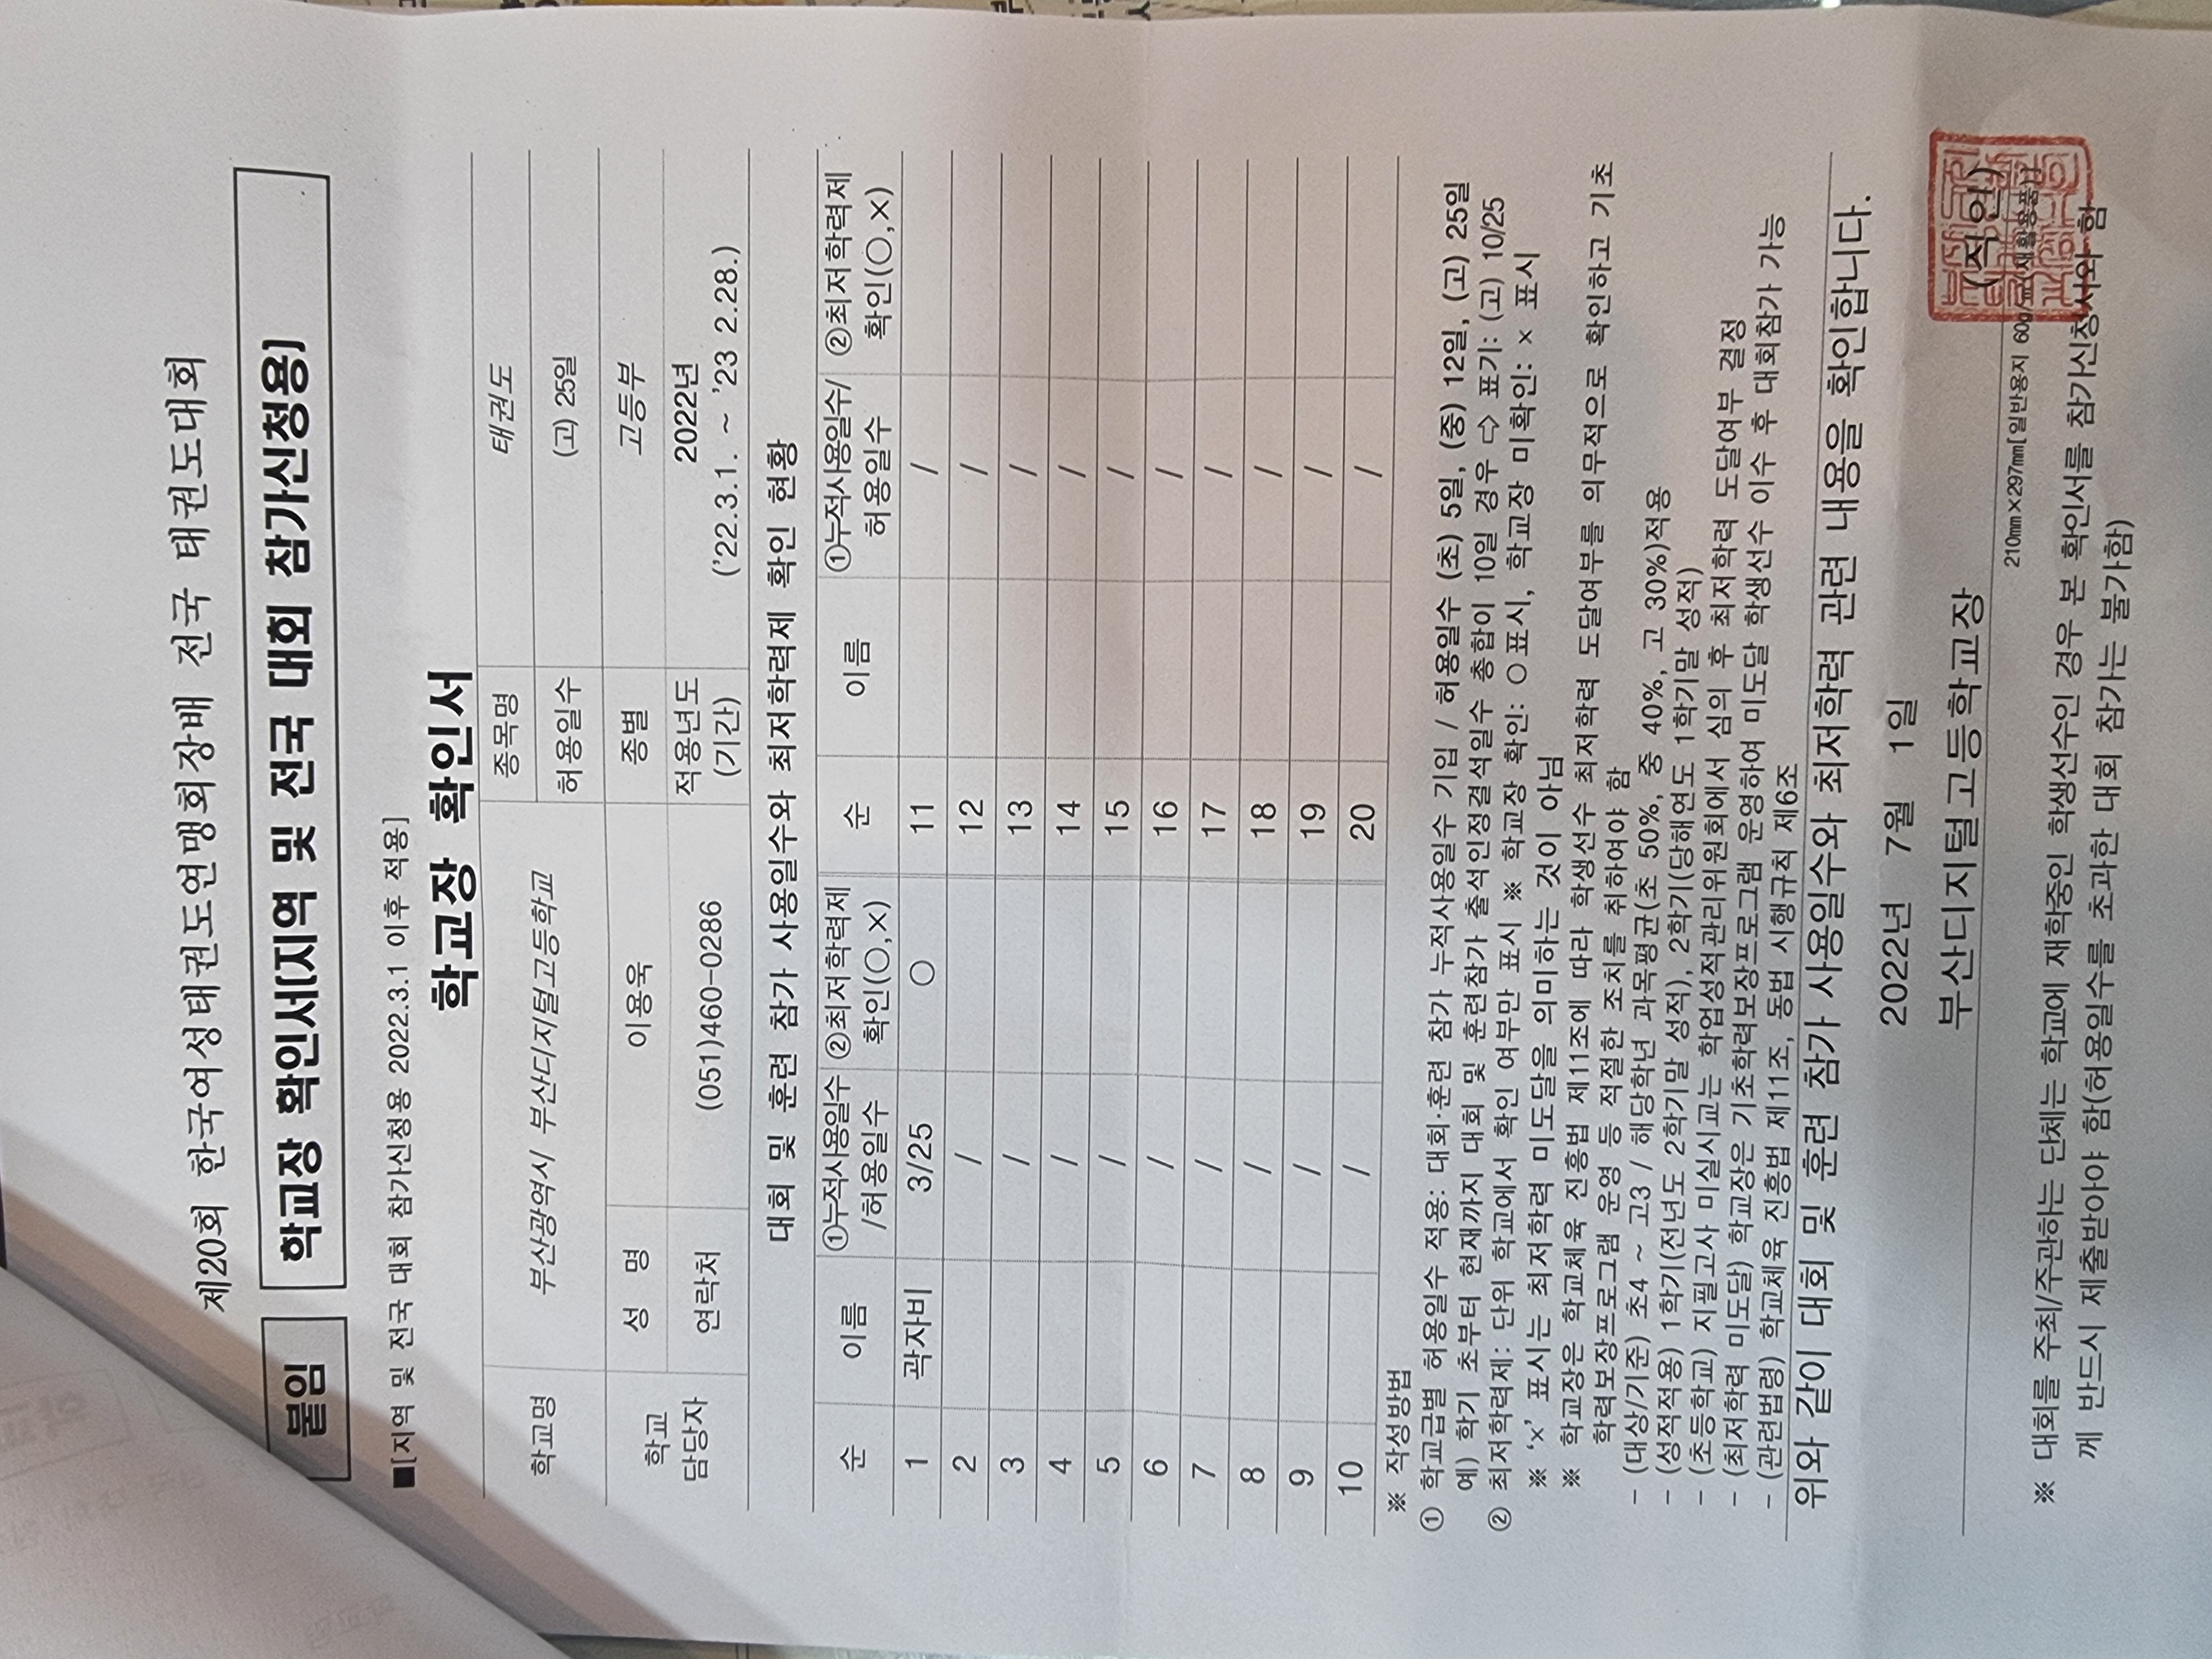 제20회 한국여성태권도연맹회장배 전국 태권도대회
붙임 학교장 확인서(지역 및 전국 대회 참가신청용)
■[지역 및 전국 대회 참가신청용 2022.3.1 이후 적용]
학교장 확인서
학교명 부산광역시 부산디지털고등학교 종목명 태권도
허용일수 (고) 25일
학교 담당자 성 명 이용욱 종별 고등부
연락처 (051)460-0286 적용년도 (기간) 2022년
('22.3.1. ~ '23 2.28.)
대회 및 훈련 참가 사용일수와 최저학력제 확인 현황
순 이름 ①누적사용일수 /허용일수 ②최저학력제 확인(○,×) 순 이름 ①누적사용일수/ 허용일수 ②최저학력제 확인(○,×)
1 곽자비 3/25 ○ 11 /
2 / 12 /
3 / 13 /
4 / 14 /
5 / 15 /
6 / 16 /
7 / 17 /
8 / 18 /
9 / 19 /
10 / 20 /
※ 작성방법
① 학교급별 허용일수 적용: 대회·훈련 참가 누적사용일수 기입 / 허용일수 (초) 5일, (중) 12일, (고) 25일
예) 학기 초부터 현재까지 대회 및 훈련참가 출석인정결석일수 총합이 10일 경우 ⇨ 표기: (고) 10/25
② 최저학력제: 단위 학교에서 확인 여부만 표시 ※ 학교장 확인: ○표시, 학교장 미확인: × 표시
※ '×' 표시는 최저학력 미도달을 의미하는 것이 아님
※ 학교장은 학교체육 진흥법 제11조에 따라 학생선수 최저학력 도달여부를 의무적으로 확인하고 기초
학력보장프로그램 운영 등 적절한 조치를 취하여야 함
- (대상/기준) 초4 ~ 고3 / 해당학년 과목평균(초 50%, 중 40%, 고 30%)적용
- (성적적용) 1학기(전년도 2학기말 성적), 2학기(당해연도 1학기말 성적)
- (초등학교) 지필고사 미실시교는 학업성적관리위원회에서 심의 후 최저학력 도달여부 결정
- (최저학력 미도달) 학교장은 기초학력보장프로그램 운영하여 미도달 학생선수 이수 후 대회참가 가능
- (관련법령) 학교체육 진흥법 제11조, 동법 시행규칙 제6조
위와 같이 대회 및 훈련 참가 사용일수와 최저학력 관련 내용을 확인합니다.
2022년 7월 1일
부산디지털고등학교장 (직인)
210㎜×297㎜[일반용지 60g/㎡(재활용품)]
※ 대회를 주최/주관하는 단체는 학교에 재학중인 학생선수인 경우 본 확인서를 참가신청서와 함
께 반드시 제출받아야 함(허용일수를 초과한 대회 참가는 불가함)